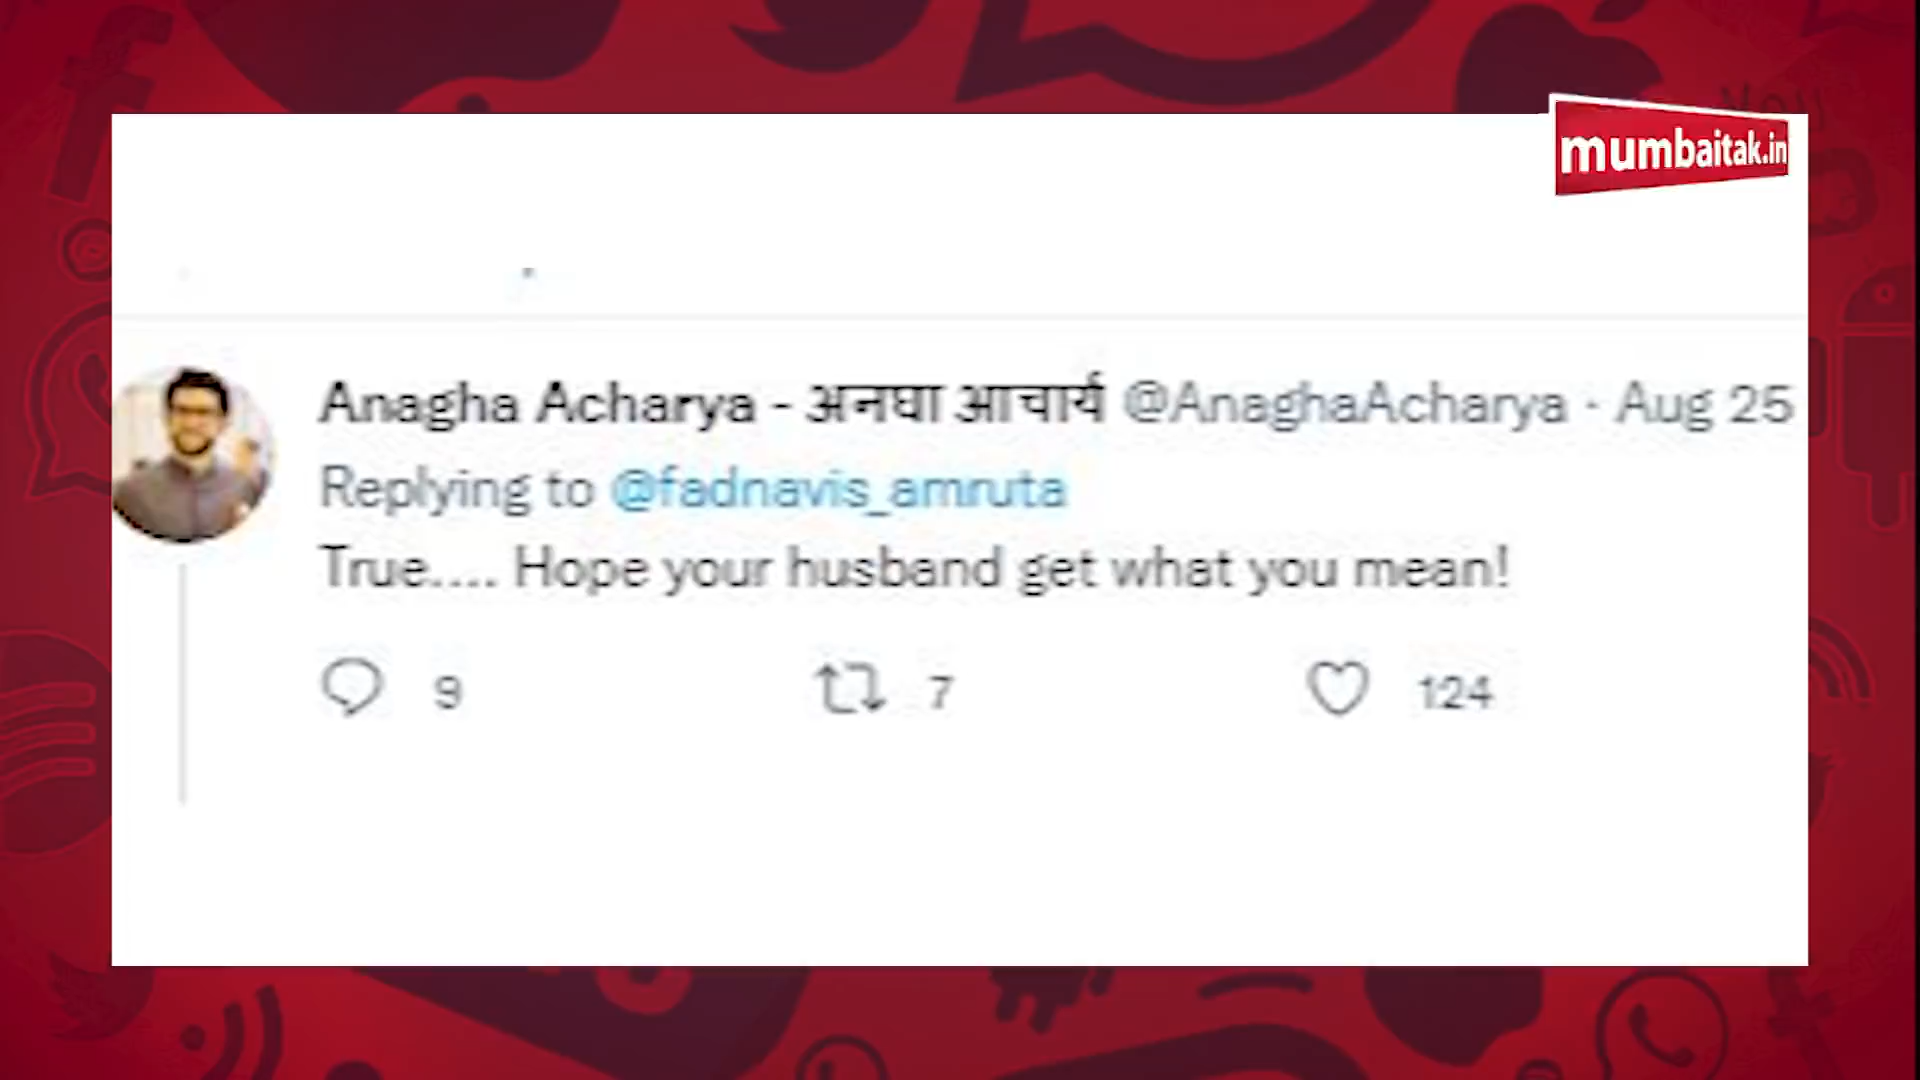 mumbaitak.in
Anagha Acharya - अनघा आचार्य @AnaghaAcharya · Aug 25
Replying to @fadnavis_amruta
True.... Hope your husband get what you mean!
9 7 124